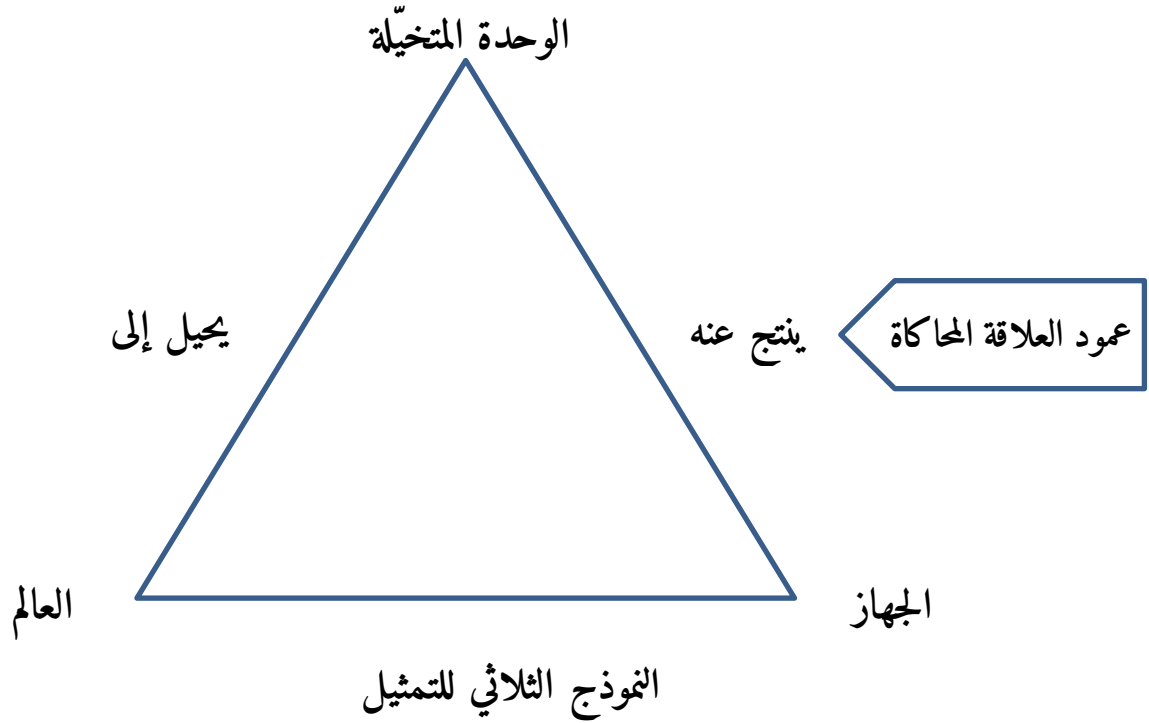 الوحدة المتخيّلة
عمود العلاقة المحاكاة
ينتج عنه
يحيل إلى
الجهاز
العالم
النموذج الثلاثي للتمثيل